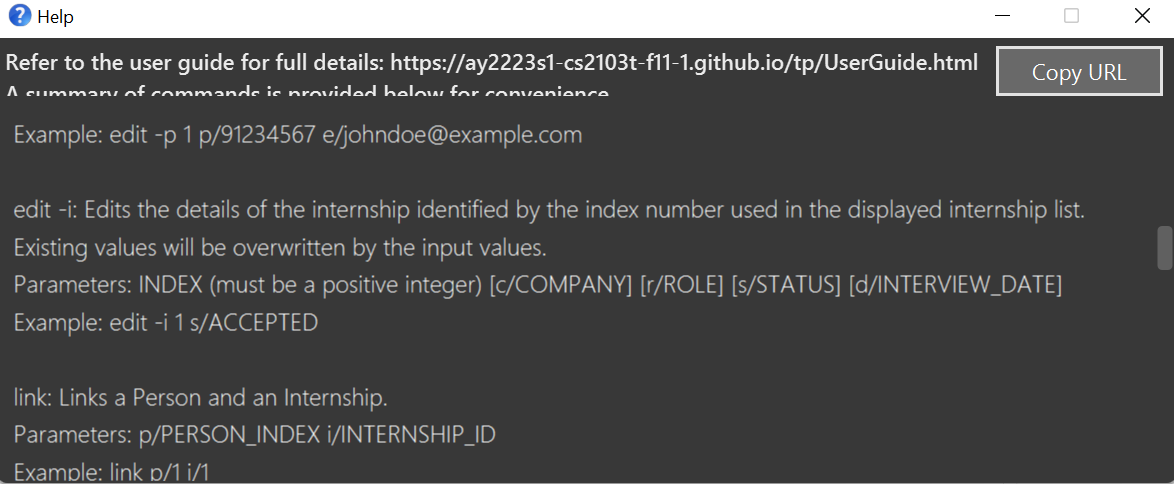 Help
Refer to the user guide for full details: https://ay2223s1-cs2103t-f11-1.github.io/tp/UserGuide.html
Copy URL
A summary of commands is provided below for convenience
Example: edit -p 1 p/91234567 e/johndoe@example.com
edit -i: Edits the details of the internship identified by the index number used in the displayed internship list.
Existing values will be overwritten by the input values.
Parameters: INDEX (must be a positive integer) [c/COMPANY] [r/ROLE] [s/STATUS] [d/INTERVIEW_DATE]
Example: edit -i 1 s/ACCEPTED
link: Links a Person and an Internship.
Parameters: p/PERSON_INDEX i/INTERNSHIP_ID
Example: link p/1 i/1